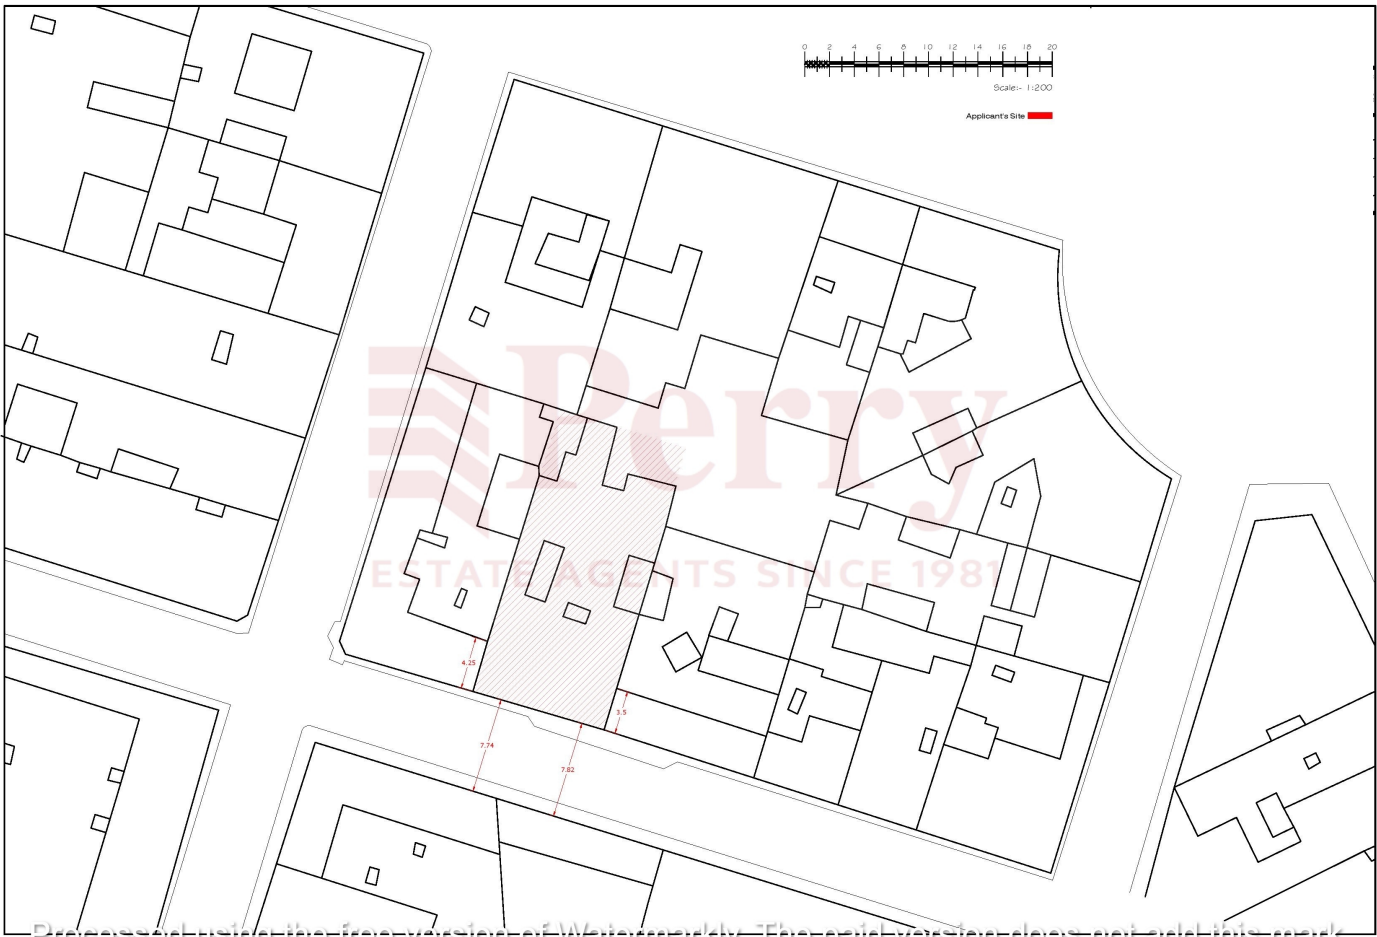 0 2 4 6 8 10 12 14 16 18 20
Scale:- 1:200
Applicant's Site
Perry
ESTATE AGENTS SINCE 1981
4.25
3.5
7.74
7.82
Processed using the free version of Watermarkly. The paid version does not add this mark.